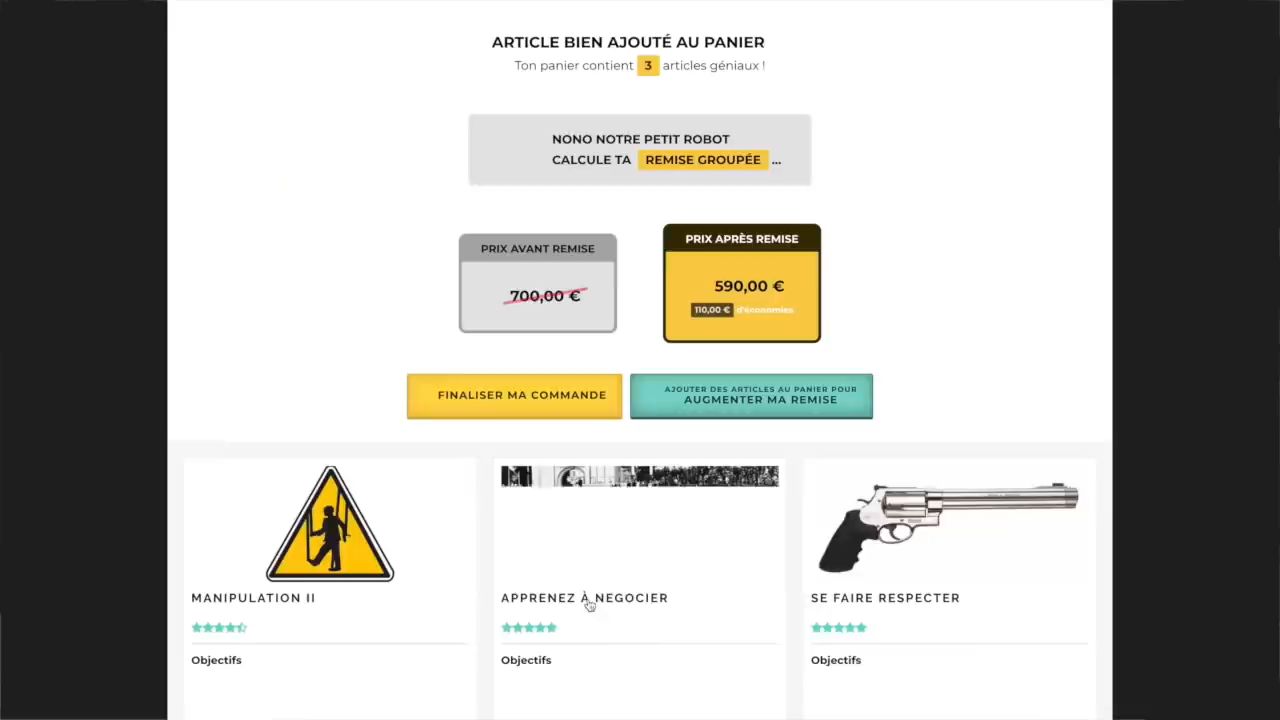 ARTICLE BIEN AJOUTÉ AU PANIER
Ton panier contient 3 articles géniaux !
NONO NOTRE PETIT ROBOT
CALCULE TA REMISE GROUPÉE ...
PRIX AVANT REMISE
700,00 €
PRIX APRÈS REMISE
590,00 €
110,00 € d'économies
FINALISER MA COMMANDE
AJOUTER DES ARTICLES AU PANIER POUR
AUGMENTER MA REMISE
MANIPULATION II
Objectifs
APPRENEZ À NEGOCIER
Objectifs
SE FAIRE RESPECTER
Objectifs